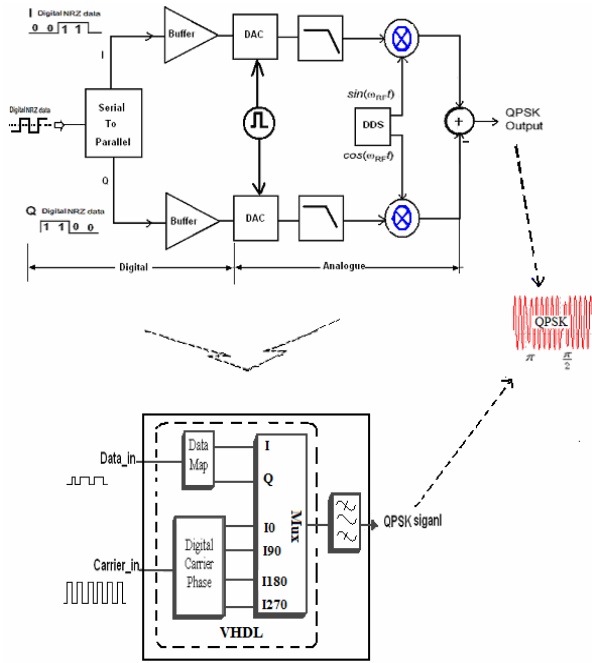 I Digital NRZ data
0 0 1 1
I
Buffer
DAC
sin(ωRFt)
Digital NRZ data
Serial
To
Parallel
DDS
+
QPSK
Output
-
cos(ωRFt)
Q
Q Digital NRZ data
1 1 0 0
Buffer
DAC
Digital
Analogue
QPSK
π
π/2
Data_in
Data
Map
I
Q
Mux
QPSK siganl
Carrier_in
Digital
Carrier
Phase
I0
I90
I180
I270
VHDL